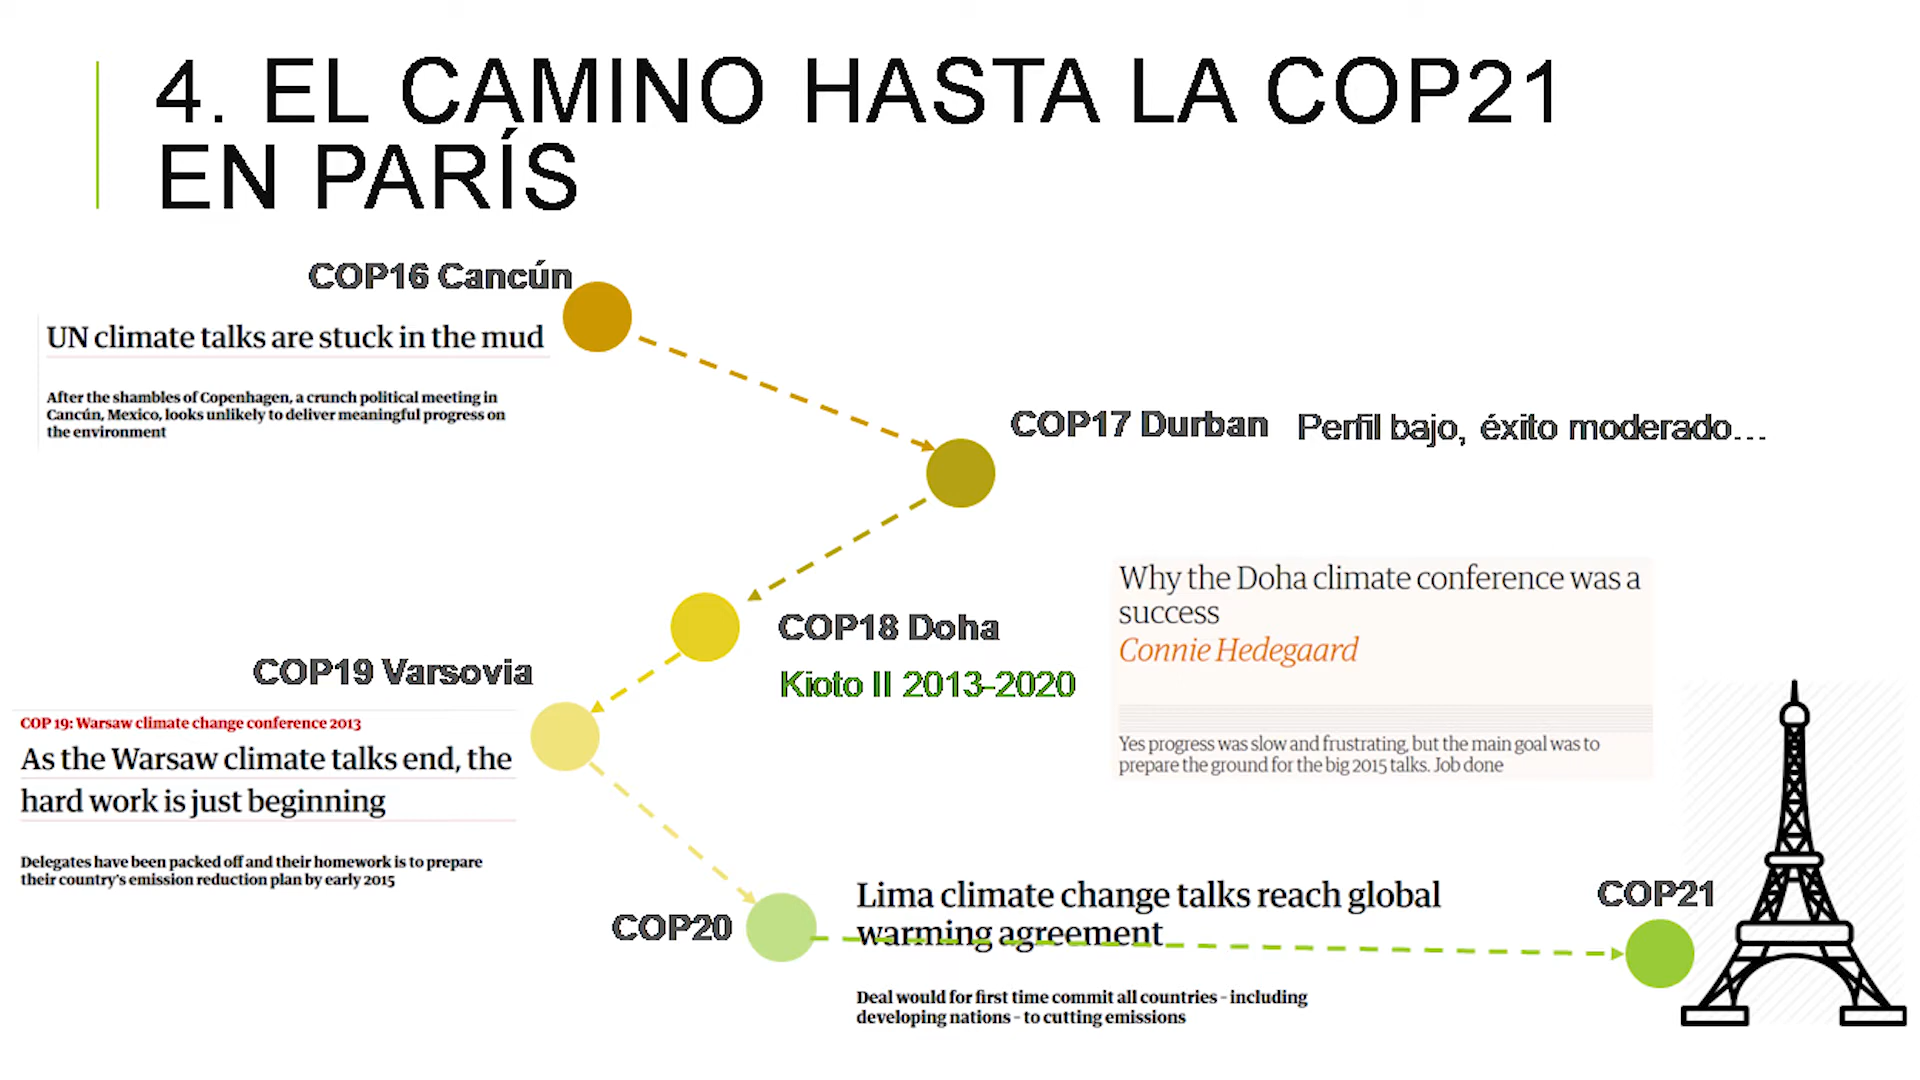 4. EL CAMINO HASTA LA COP21
EN PARÍS
COP16 Cancún
UN climate talks are stuck in the mud
After the shambles of Copenhagen, a crunch political meeting in
Cancún, Mexico, looks unlikely to deliver meaningful progress on
the environment
COP17 Durban
Perfil bajo, éxito moderado...
COP18 Doha
Kioto II 2013-2020
Why the Doha climate conference was a
success
Connie Hedegaard
Yes progress was slow and frustrating, but the main goal was to
prepare the ground for the big 2015 talks. Job done
COP19 Varsovia
COP 19: Warsaw climate change conference 2013
As the Warsaw climate talks end, the
hard work is just beginning
Delegates have been packed off and their homework is to prepare
their country's emission reduction plan by early 2015
COP20
Lima climate change talks reach global
warming agreement
Deal would for first time commit all countries – including
developing nations – to cutting emissions
COP21